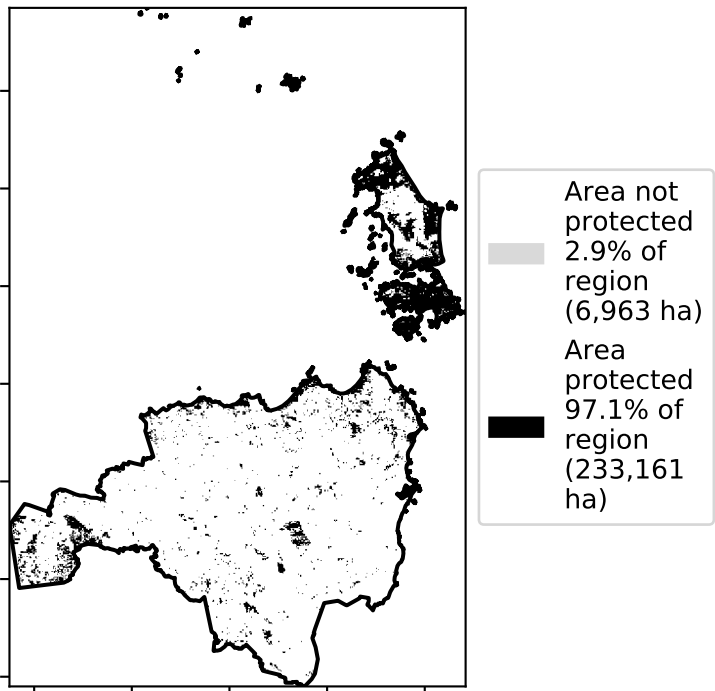 Area not
protected
2.9% of
region
(6,963 ha)
Area
protected
97.1% of
region
(233,161
ha)